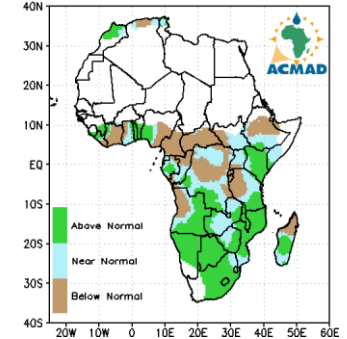 40N
30N
ACMAD
20N
10N
EQ
10S
Above Normal
20S
Near Normal
30S
Below Normal
40S
20W 10W 0 10E 20E 30E 40E 50E 60E